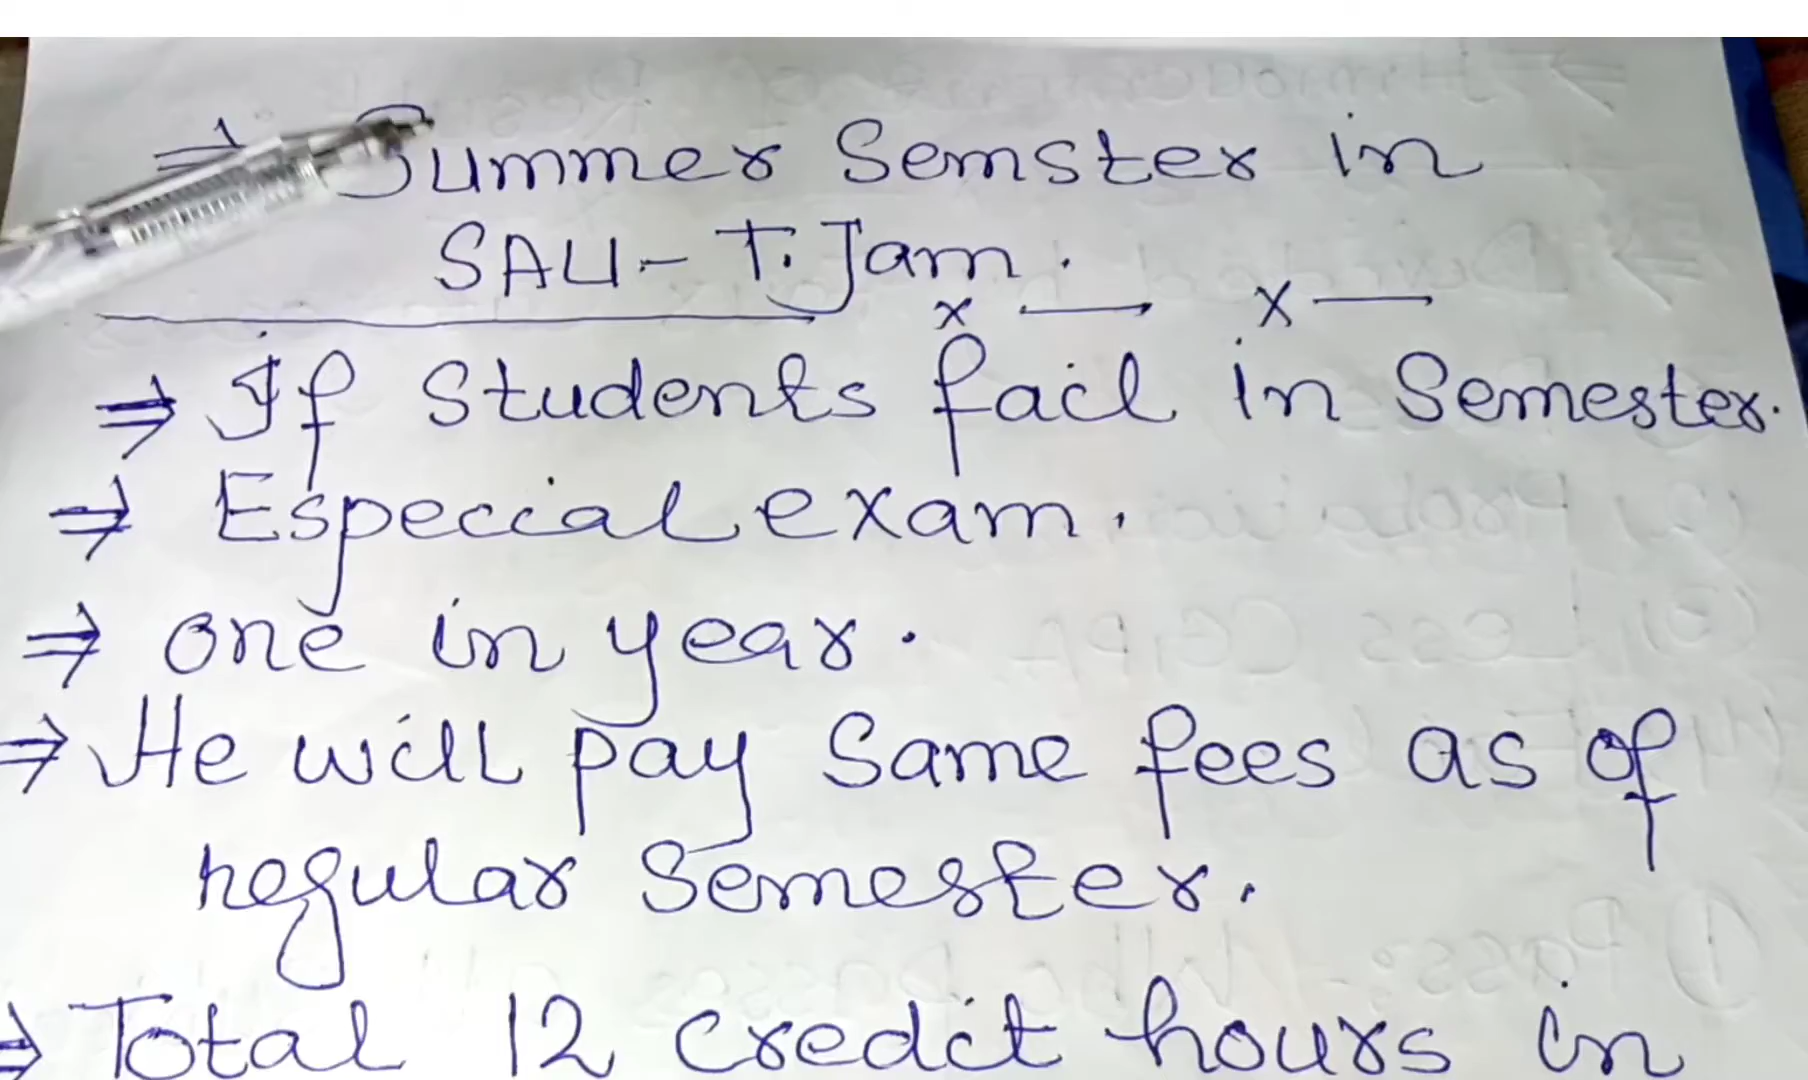 ⇒ Summer Semster in
SAU- T. Jam.
⇒ If Students fail in Semester.
⇒ Especial exam.
⇒ one in year.
⇒ He will pay Same fees as of
regular Semester.
⇒ Total 12 credit hours in